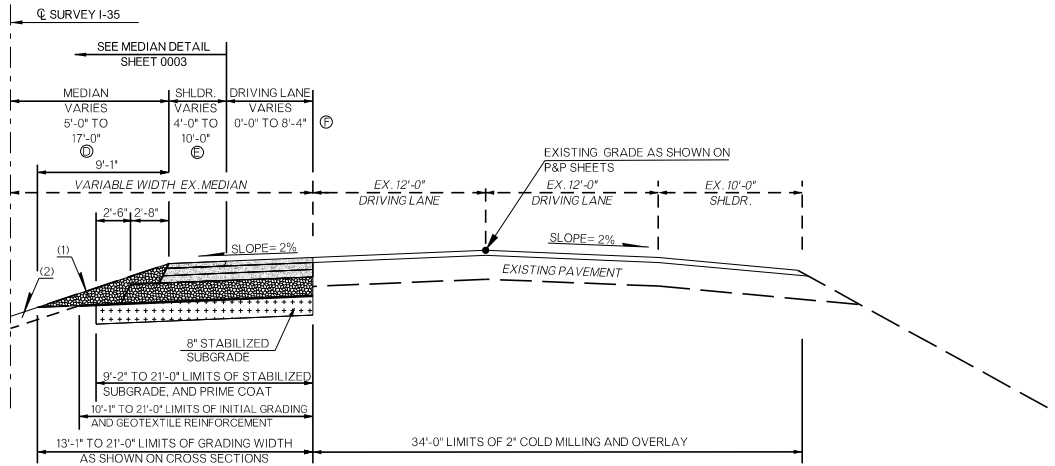 ℄ SURVEY I-35
SEE MEDIAN DETAIL
SHEET 0003
MEDIAN
VARIES
5'-0" TO
17'-0"
Ⓓ
SHLDR.
VARIES
4'-0" TO
10'-0"
Ⓔ
DRIVING LANE
VARIES
0'-0" TO 8'-4"
Ⓕ
9'-1"
EXISTING GRADE AS SHOWN ON
P&P SHEETS
VARIABLE WIDTH EX. MEDIAN
EX. 12'-0"
DRIVING LANE
EX. 12'-0"
DRIVING LANE
EX. 10'-0"
SHLDR.
2'-6"
2'-8"
(1)
(2)
SLOPE= 2%
SLOPE= 2%
EXISTING PAVEMENT
8" STABILIZED
SUBGRADE
9'-2" TO 21'-0" LIMITS OF STABILIZED
SUBGRADE, AND PRIME COAT
10'-1" TO 21'-0" LIMITS OF INITIAL GRADING
AND GEOTEXTILE REINFORCEMENT
13'-1" TO 21'-0" LIMITS OF GRADING WIDTH
AS SHOWN ON CROSS SECTIONS
34'-0" LIMITS OF 2" COLD MILLING AND OVERLAY